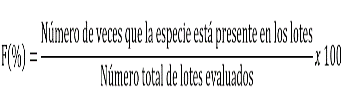 Número de veces que la especie está presente en los lotes
F(%) = x 100
Número total de lotes evaluados